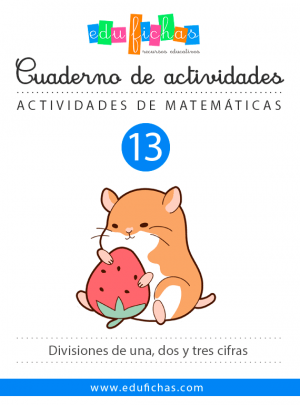 edufichas
recursos educativos
Cuaderno de actividades
ACTIVIDADES DE MATEMÁTICAS
13
Divisiones de una, dos y tres cifras
www.edufichas.com